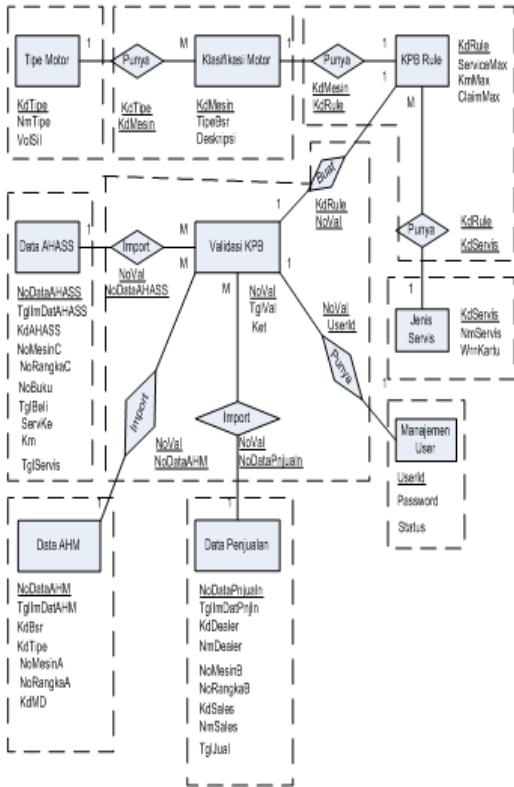 Tipe Motor
1
Punya
M
Klasifikasi Motor
1
Punya
1
KPB Rule
KdTipe
NmTipe
VolSil
KdTipe
KdMesin
KdMesin
TipeBsr
Deskripsi
KdMesin
KdRule
1
M
KdRule
ServiceMax
KmMax
ClaimMax
Buat
KdRule
NoVal
1
Punya
KdRule
KdServis
1
Jenis
Servis
KdServis
NmServis
WrnKartu
Data AHASS
1
Import
M
M
Validasi KPB
M
1
NoVal
NoDataAHASS
NoVal
TglVal
Ket
NoVal
UserId
Punya
1
Manajemen
User
UserId
Password
Status
NoDataAHASS
TglImDatAHASS
KdAHASS
NoMesinC
NoRangkaC
NoBuku
TglBeli
ServKe
Km
TglServis
Import
NoVal
NoDataAHM
1
Import
NoVal
NoDataPnjualn
1
Data AHM
NoDataAHM
TglImDatAHM
KdBsr
KdTipe
NoMesinA
NoRangkaA
KdMD
Data Penjualan
NoDataPnjualn
TglImDatPnjln
KdDealer
NmDealer
NoMesinB
NoRangkaB
KdSales
NmSales
TglJual